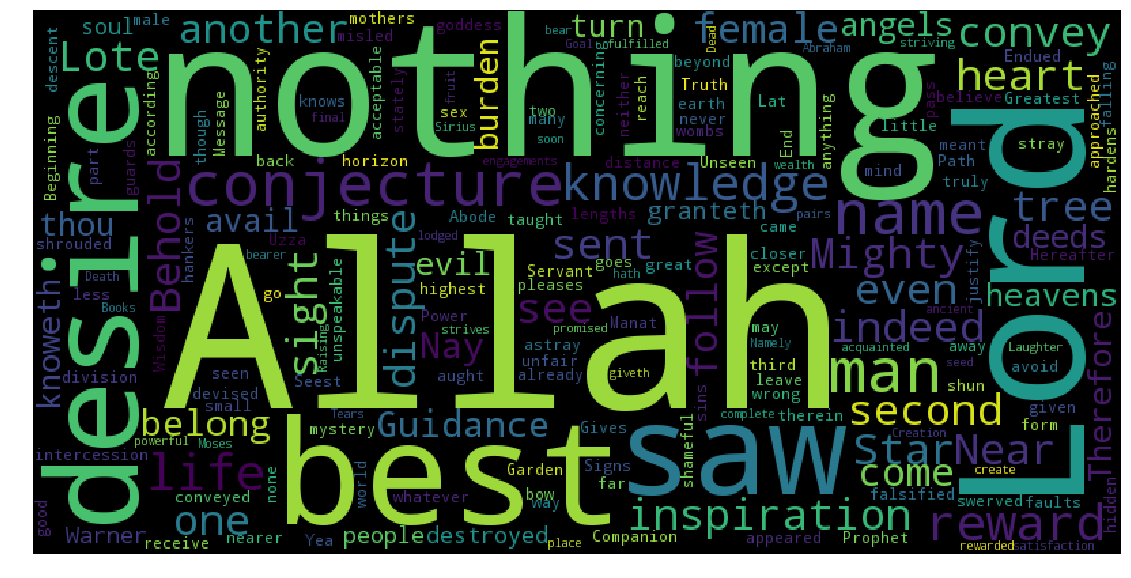 nothing
Allah
Lord
desire
best
saw
conjecture
knowledge
another
female
angels
convey
turn
heart
burden
Lote
soul
male
mothers
misled
goddess
bear
Goal
fulfilled
Dead
Abraham
striving
descent
according
though
Message
authority
knows
final
acceptable
stately
fruit
sex
Sirius
two
many
soon
concerning
neither
reach
beyond
Truth
earth
never
wombs
Lat
End
anything
pass
little
believe
Endued
Greatest
falling
approached
hardens
stray
Path
meant
truly
mind
Beginning
part
guards
back
horizon
engagements
distance
Unseen
wealth
name
tree
deeds
Hereafter
thou
shrouded
hankers
Behold
avail
Uzza
things
Abode
taught
lengths
granteth
pairs
came
bearer
lodged
dispute
sent
evil
Servant
goes
great
closer
except
hath
pleases
Mighty
even
justify
heavens
knoweth
Death
less
Books
Wisdom
go
sight
Raising
unspeakable
highest
Power
strives
see
follow
promised
Manat
may
Namely
acquainted
away
indeed
ancient
Laughter
avoid
seed
division
seen
devised
small
Seest
Nay
aught
already
astray
unfair
giveth
third
leave
wrong
man
shun
given
form
Therefore
belong
powerful
Moses
mystery
Tears
Guidance
Gives
sins
complete
therein
second
intercession
life
none
conveyed
world
whatever
Garden
bow
way
Signs
far
shameful
Star
Near
Creation
create
come
falsified
swerved
faults
hidden
good
Warner
receive
one
nearer
Yea
people
destroyed
place
Companion
inspiration
appeared
Prophet
reward
rewarded
satisfaction